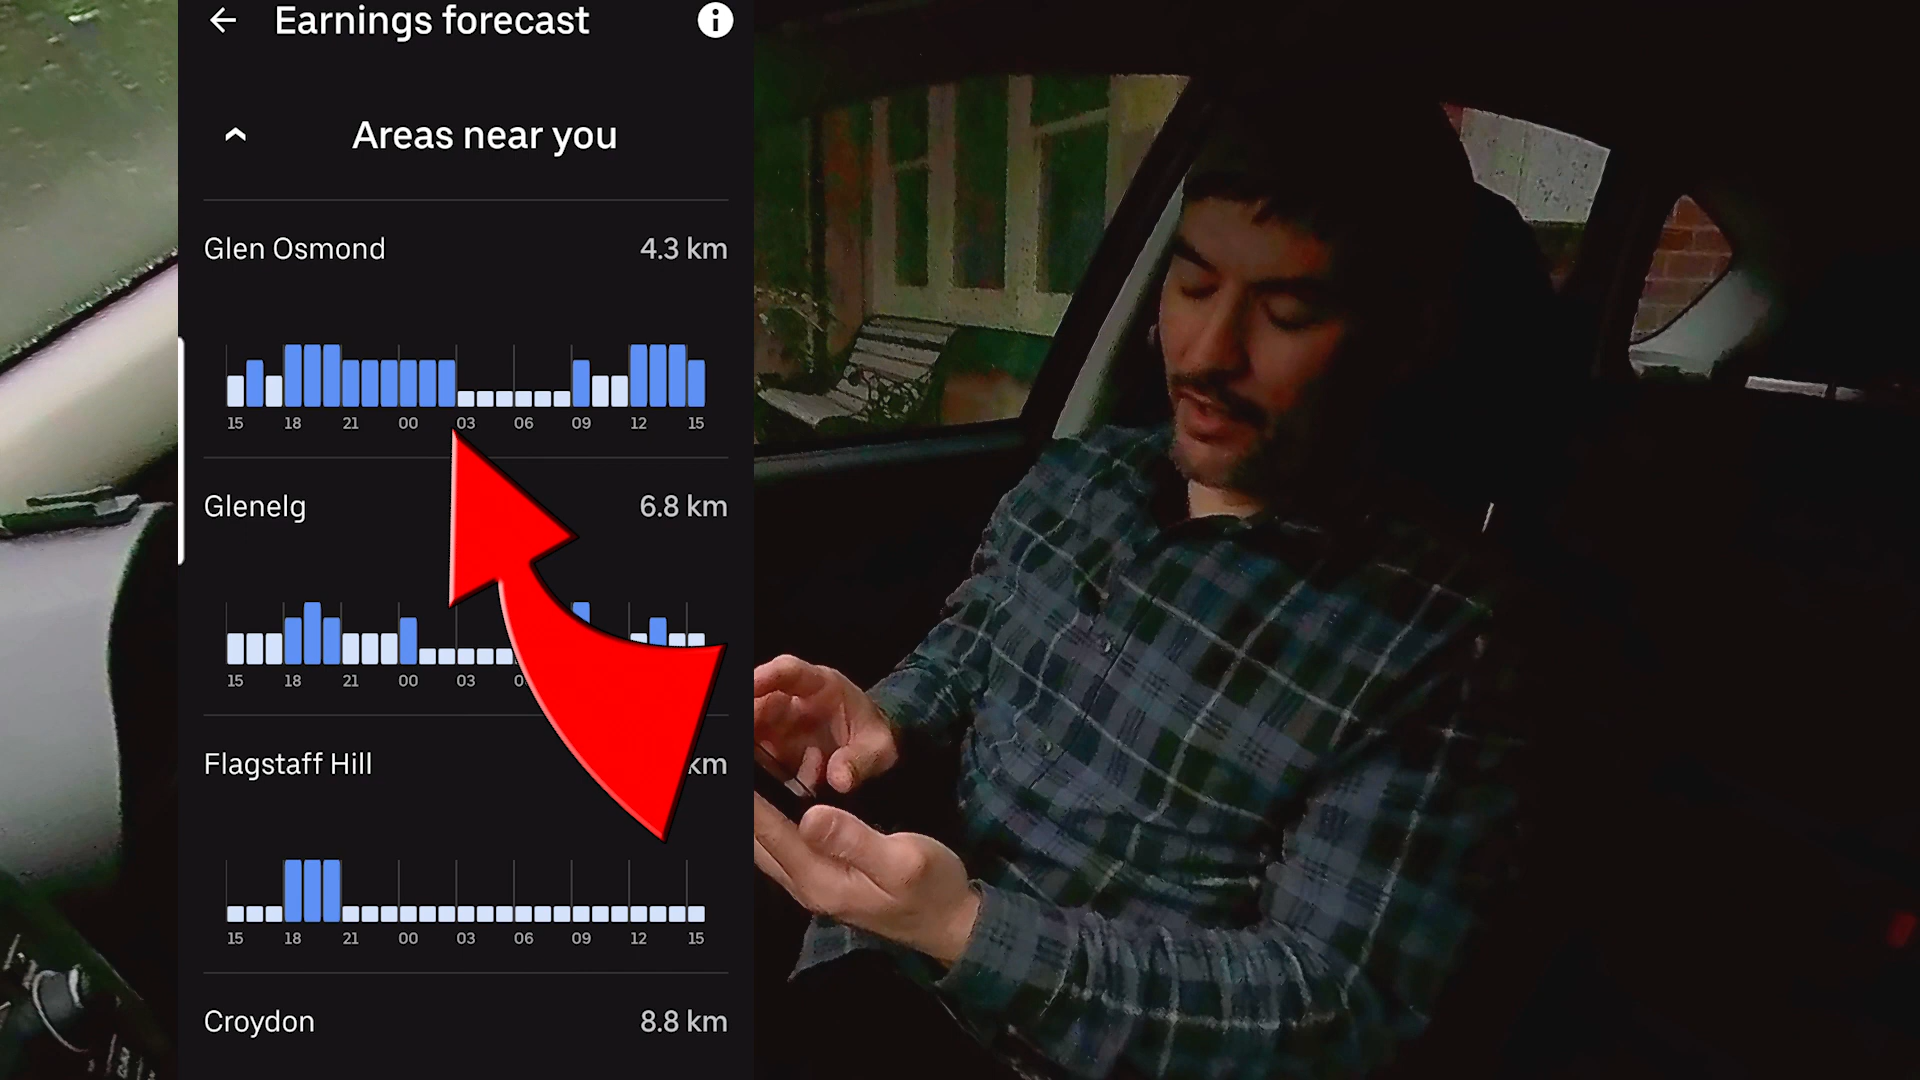 Earnings forecast
Areas near you
Glen Osmond 4.3 km
15 18 21 00 03 06 09 12 15
Glenelg 6.8 km
15 18 21 00 03
Flagstaff Hill km
15 18 21 00 03 06 09 12 15
Croydon 8.8 km